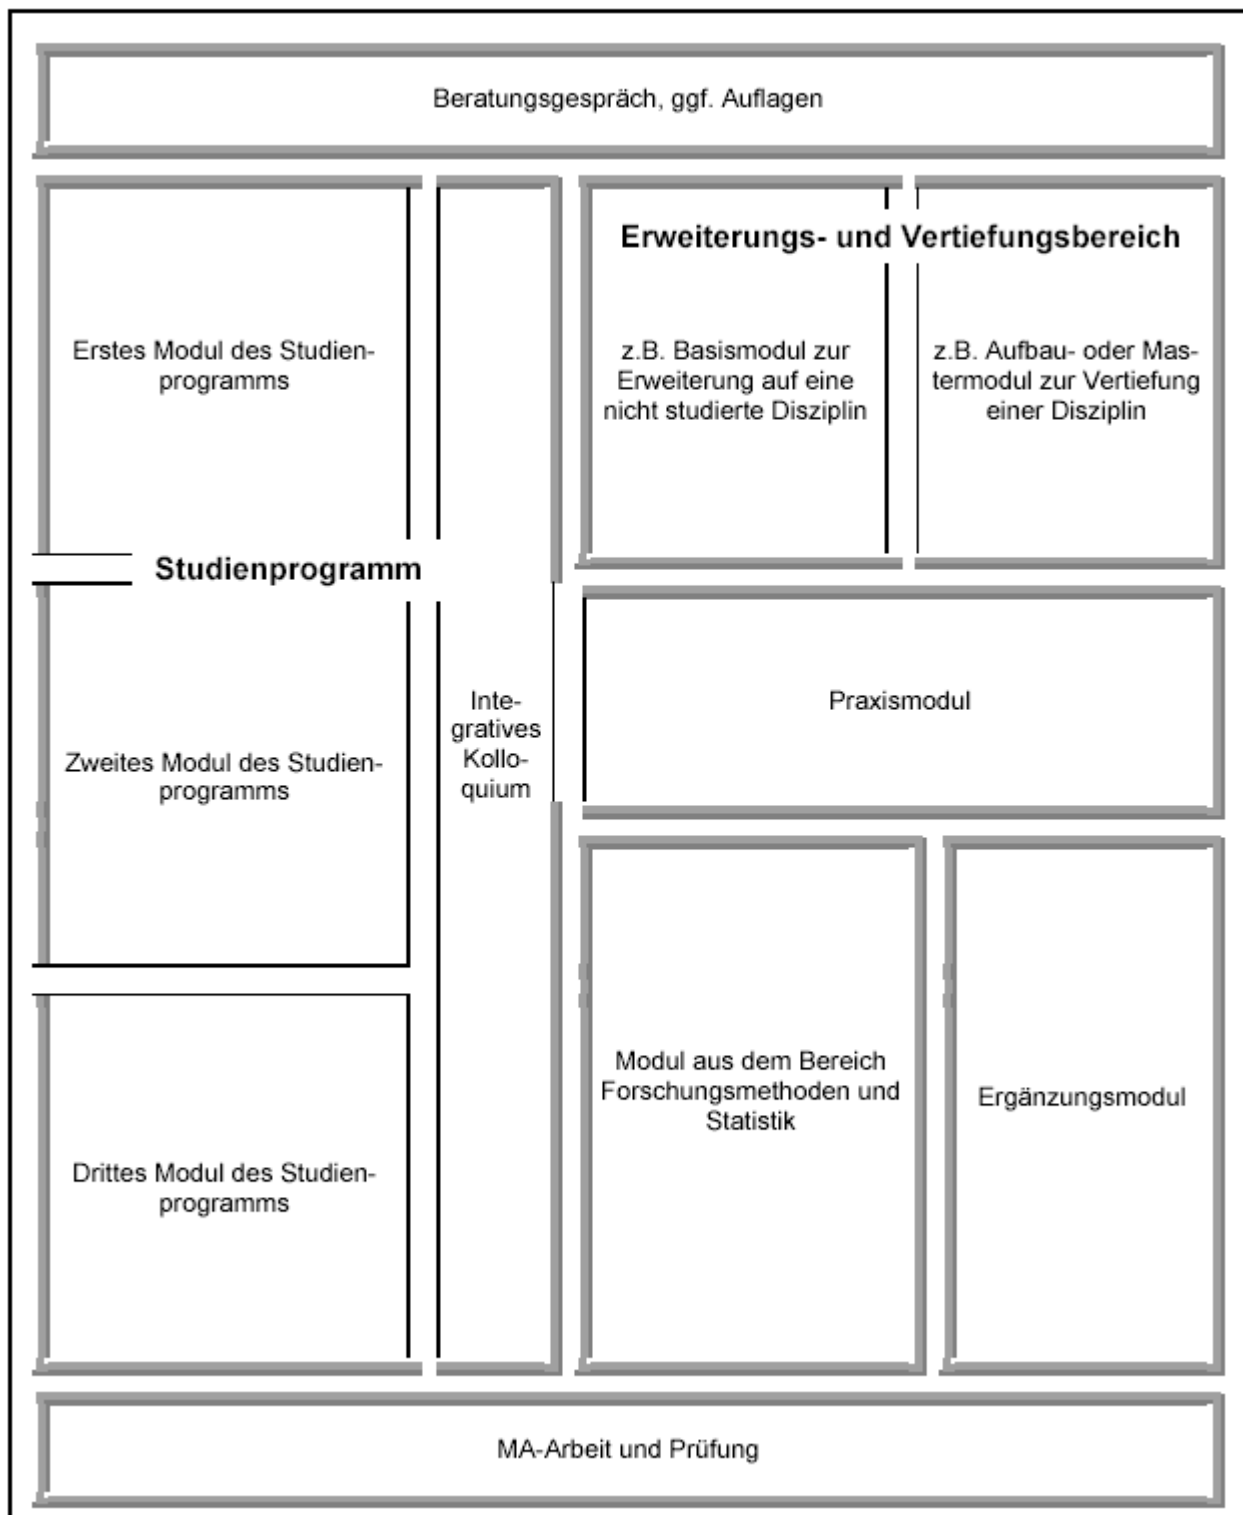 Beratungsgespräch, ggf. Auflagen
Erweiterungs- und Vertiefungsbereich
Erstes Modul des Studien-
programms
z.B. Basismodul zur
Erweiterung auf eine
nicht studierte Disziplin
z.B. Aufbau- oder Mas-
termodul zur Vertiefung
einer Disziplin
Studienprogramm
Zweites Modul des Studien-
programms
Inte-
gratives
Kollo-
quium
Praxismodul
Drittes Modul des Studien-
programms
Modul aus dem Bereich
Forschungsmethoden und
Statistik
Ergänzungsmodul
MA-Arbeit und Prüfung